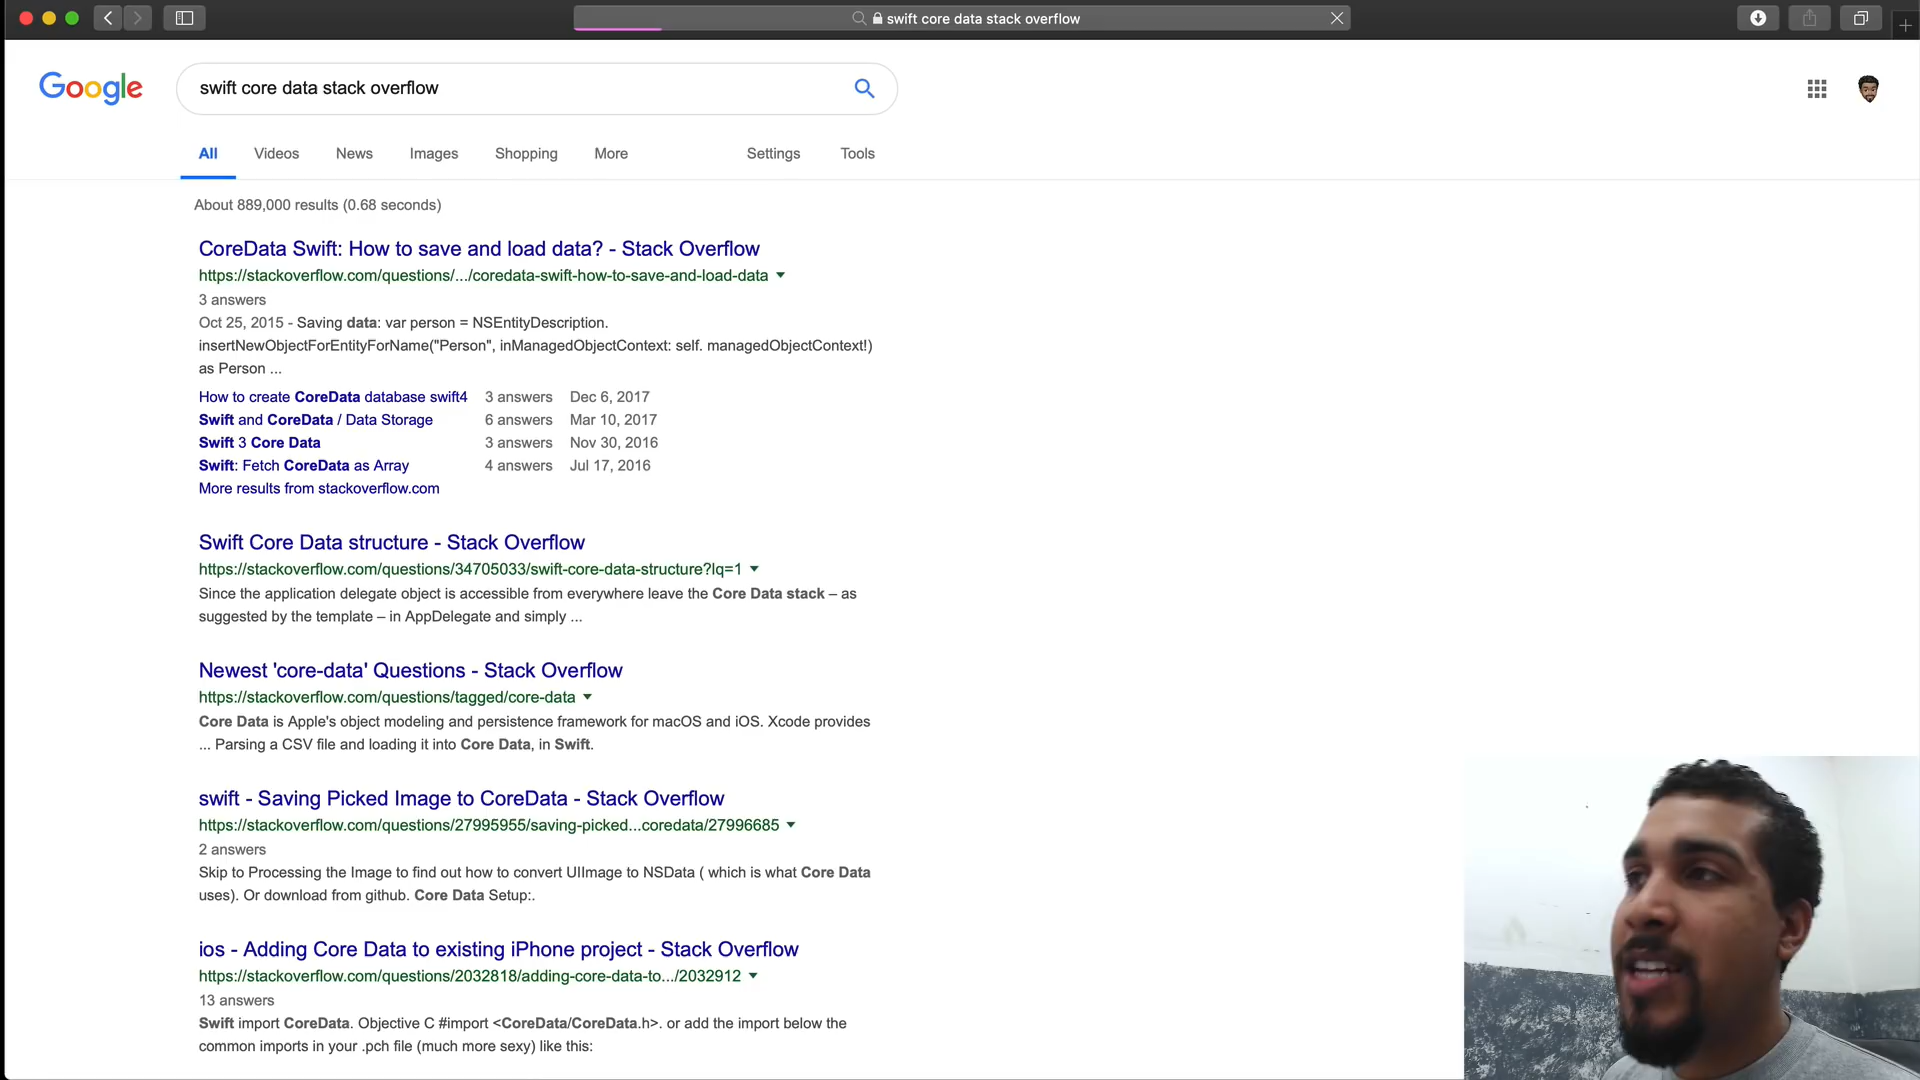 swift core data stack overflow
Google
swift core data stack overflow
All Videos News Images Shopping More Settings Tools
About 889,000 results (0.68 seconds)
CoreData Swift: How to save and load data? - Stack Overflow
https://stackoverflow.com/questions/.../coredata-swift-how-to-save-and-load-data
3 answers
Oct 25, 2015 - Saving data: var person = NSEntityDescription.
insertNewObjectForEntityForName("Person", inManagedObjectContext: self. managedObjectContext!)
as Person ...
How to create CoreData database swift4 3 answers Dec 6, 2017
Swift and CoreData / Data Storage 6 answers Mar 10, 2017
Swift 3 Core Data 3 answers Nov 30, 2016
Swift: Fetch CoreData as Array 4 answers Jul 17, 2016
More results from stackoverflow.com
Swift Core Data structure - Stack Overflow
https://stackoverflow.com/questions/34705033/swift-core-data-structure?lq=1
Since the application delegate object is accessible from everywhere leave the Core Data stack – as
suggested by the template – in AppDelegate and simply ...
Newest 'core-data' Questions - Stack Overflow
https://stackoverflow.com/questions/tagged/core-data
Core Data is Apple's object modeling and persistence framework for macOS and iOS. Xcode provides
... Parsing a CSV file and loading it into Core Data, in Swift.
swift - Saving Picked Image to CoreData - Stack Overflow
https://stackoverflow.com/questions/27995955/saving-picked...coredata/27996685
2 answers
Skip to Processing the Image to find out how to convert UIImage to NSData ( which is what Core Data
uses). Or download from github. Core Data Setup:.
ios - Adding Core Data to existing iPhone project - Stack Overflow
https://stackoverflow.com/questions/2032818/adding-core-data-to.../2032912
13 answers
Swift import CoreData. Objective C #import <CoreData/CoreData.h>. or add the import below the
common imports in your .pch file (much more sexy) like this: